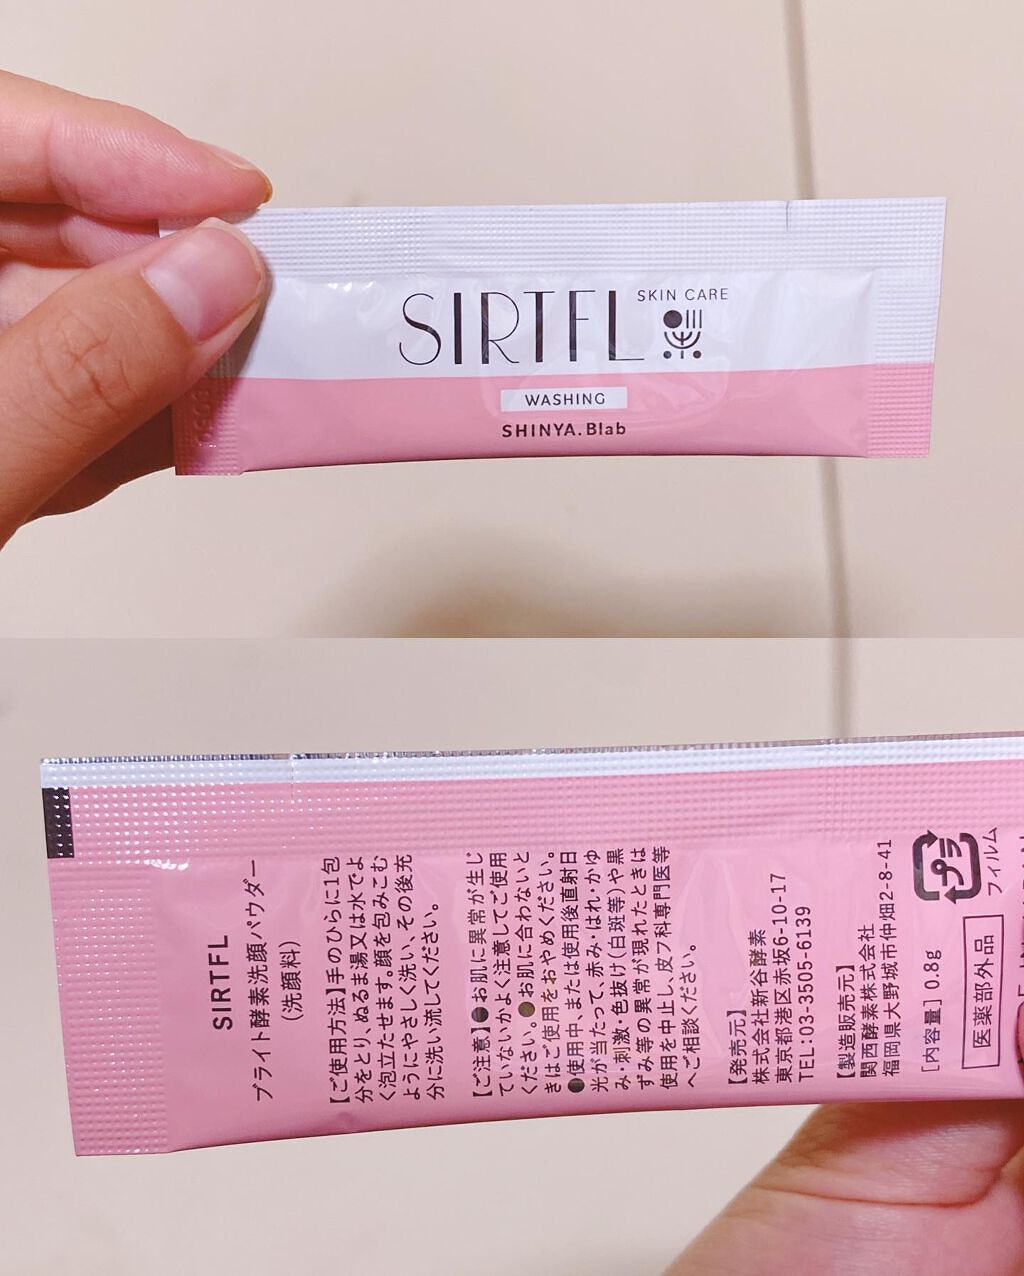 SIRTFL
SKIN CARE
WASHING
SHINYA.Blab
SIRTFL
ブライト酵素洗顔パウダー
(洗顔料)
【ご使用方法】手のひらに1包
分をとり、ぬるま湯又は水でよ
く泡立たせます。顔を包みこむ
ようにやさしく洗い、その後充
分に洗い流してください。
【ご注意】●お肌に異常が生じ
ていないかよく注意してご使用
ください。●お肌に合わないと
きはご使用をおやめください。
●使用中、または使用後直射日
光が当たって、赤み・はれ・かゆ
み・刺激・色抜け(白斑等)や黒
ずみ等の異常が現れたときは
使用を中止し、皮フ科専門医等
へご相談ください。
【発売元】
株式会社新谷酵素
東京都港区赤坂6-10-17
TEL:03-3505-6139
【製造販売元】
関西酵素株式会社
福岡県大野城市仲畑2-8-41
[内容量] 0.8g
プラ
フィルム
医薬部外品